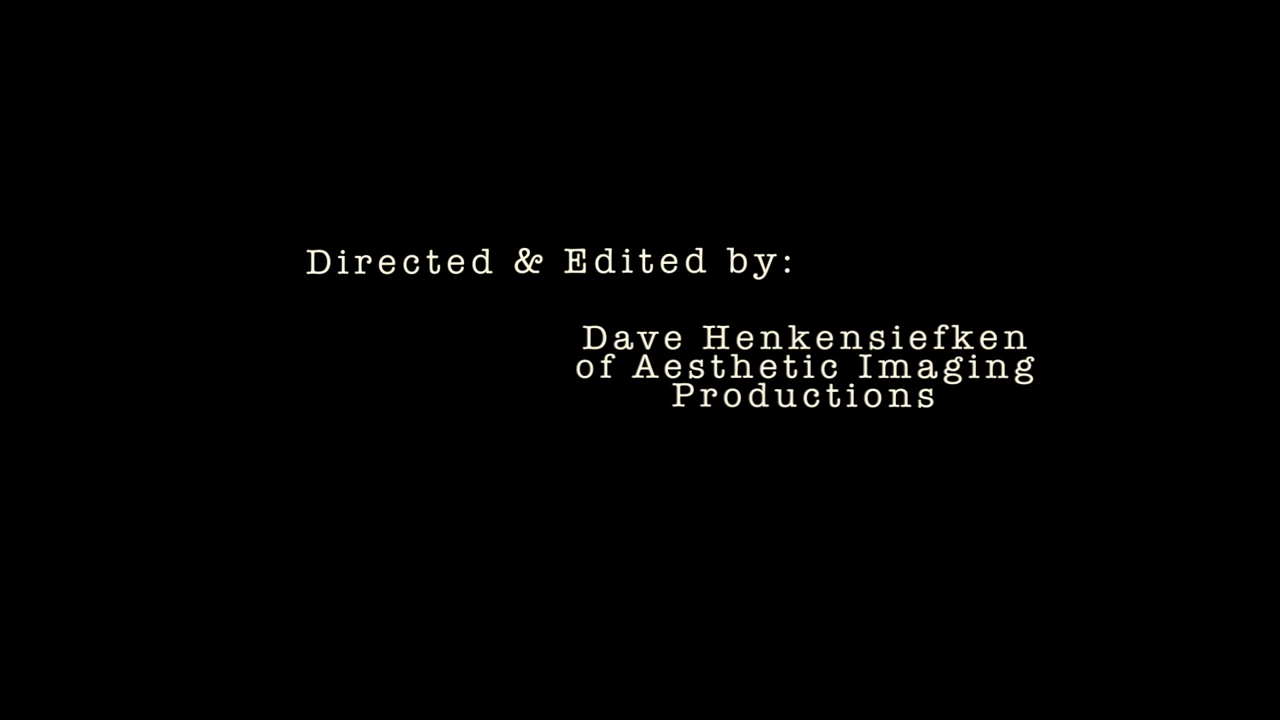 Directed & Edited by:
Dave Henkensiefken
of Aesthetic Imaging
Productions